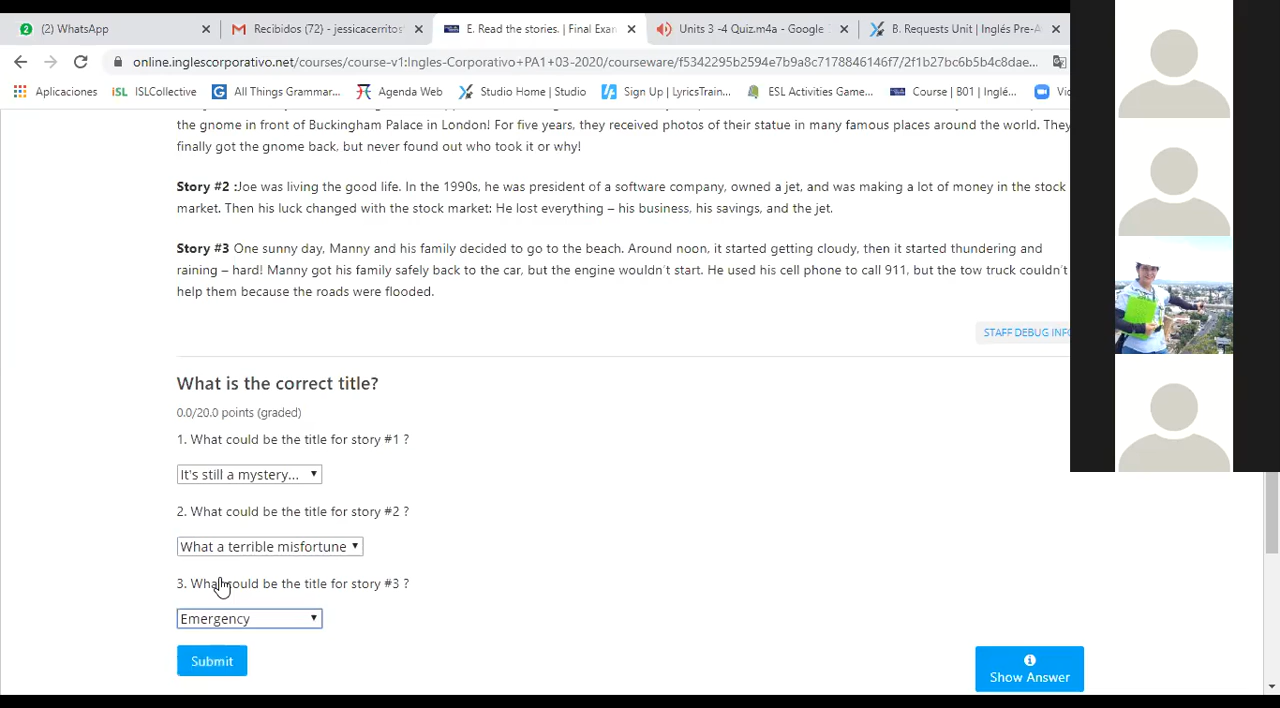 2 (2) WhatsApp × Recibidos (72) - jessicacerritos × E. Read the stories. | Final Exan × Units 3 -4 Quiz.m4a - Google × B. Requests Unit | Inglés Pre-A ×
online.inglescorporativo.net/courses/course-v1:Ingles-Corporativo+PA1+03-2020/courseware/f5342295b2594e7b9a8c7178846146f7/2f1b27bc6b5b4c8dae...
Aplicaciones iSL ISLCollective G All Things Grammar... Agenda Web Studio Home | Studio Sign Up | LyricsTrain... ESL Activities Game... Course | B01 | Inglé...
the gnome in front of Buckingham Palace in London! For five years, they received photos of their statue in many famous places around the world. They
finally got the gnome back, but never found out who took it or why!
Story #2 :Joe was living the good life. In the 1990s, he was president of a software company, owned a jet, and was making a lot of money in the stock
market. Then his luck changed with the stock market: He lost everything – his business, his savings, and the jet.
Story #3 One sunny day, Manny and his family decided to go to the beach. Around noon, it started getting cloudy, then it started thundering and
raining – hard! Manny got his family safely back to the car, but the engine wouldn´t start. He used his cell phone to call 911, but the tow truck couldn´t
help them because the roads were flooded.
STAFF DEBUG INFO
What is the correct title?
0.0/20.0 points (graded)
1. What could be the title for story #1 ?
It's still a mystery...
2. What could be the title for story #2 ?
What a terrible misfortune
3. What could be the title for story #3 ?
Emergency
Submit
Show Answer